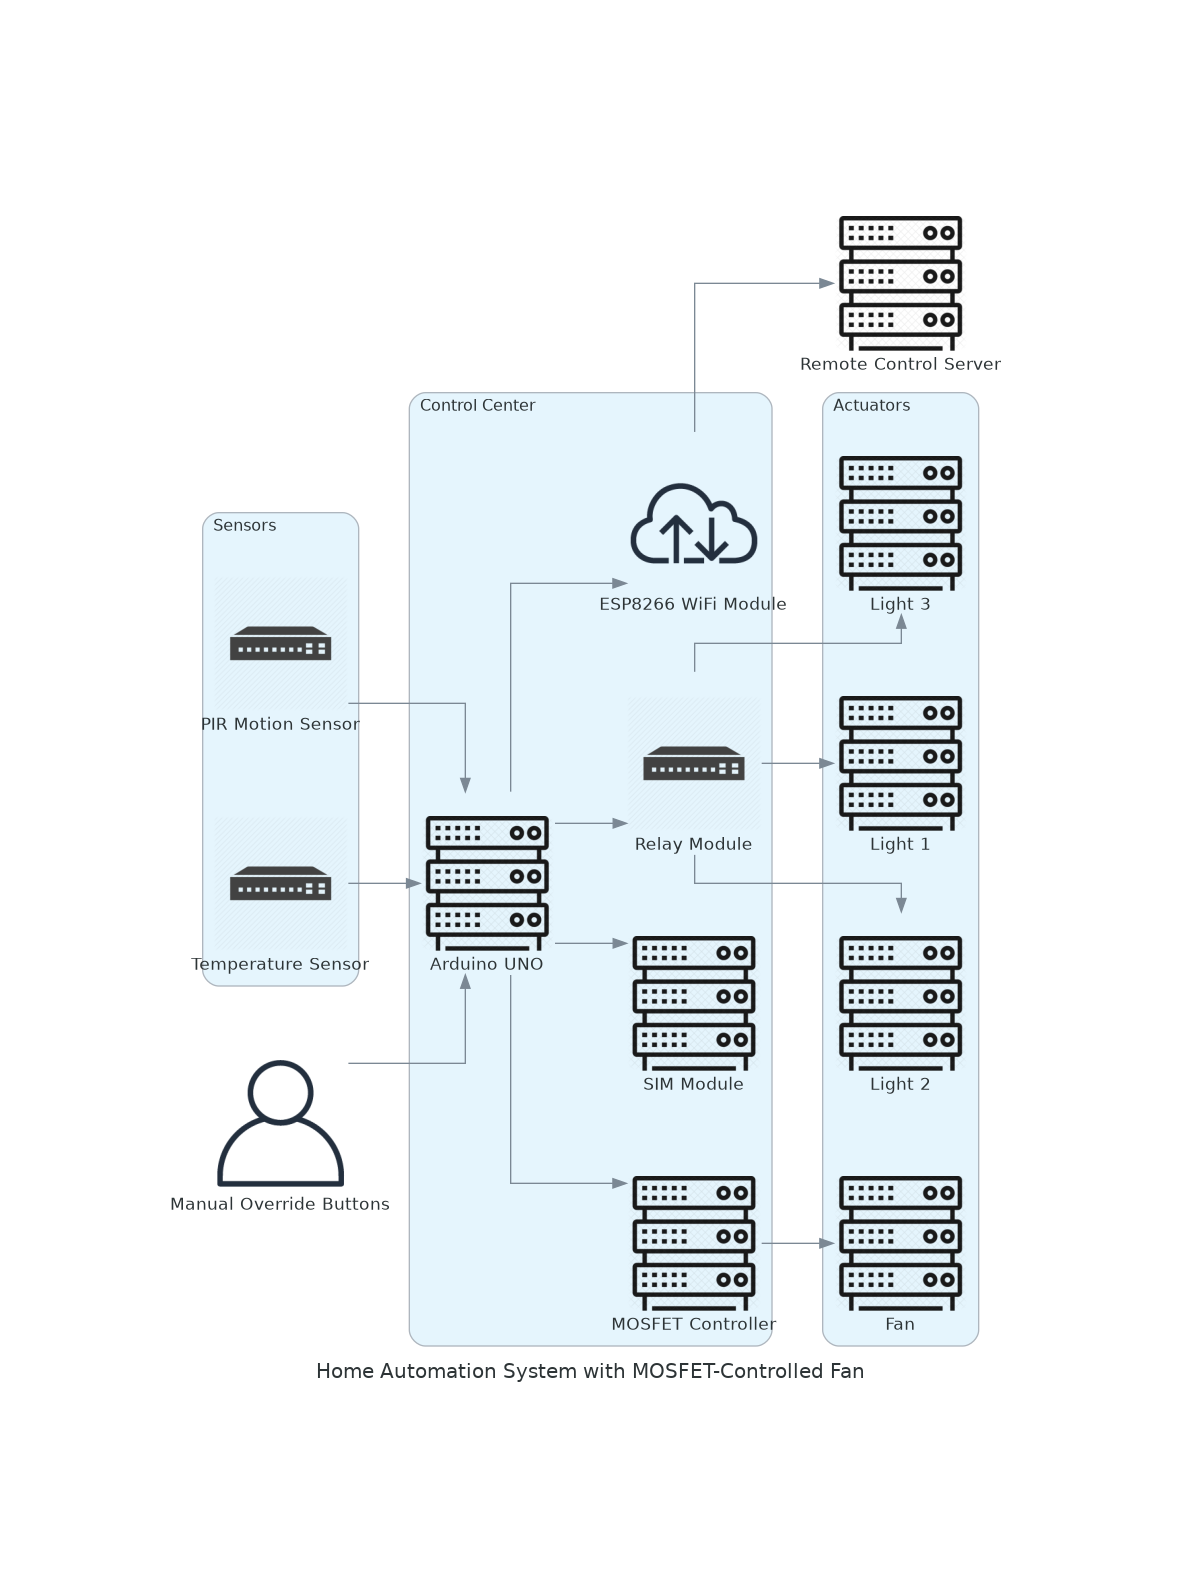 Remote Control Server
Control Center
Actuators
Sensors
ESP8266 WiFi Module
Light 3
PIR Motion Sensor
Relay Module
Light 1
Temperature Sensor
Arduino UNO
SIM Module
Light 2
Manual Override Buttons
MOSFET Controller
Fan
Home Automation System with MOSFET-Controlled Fan